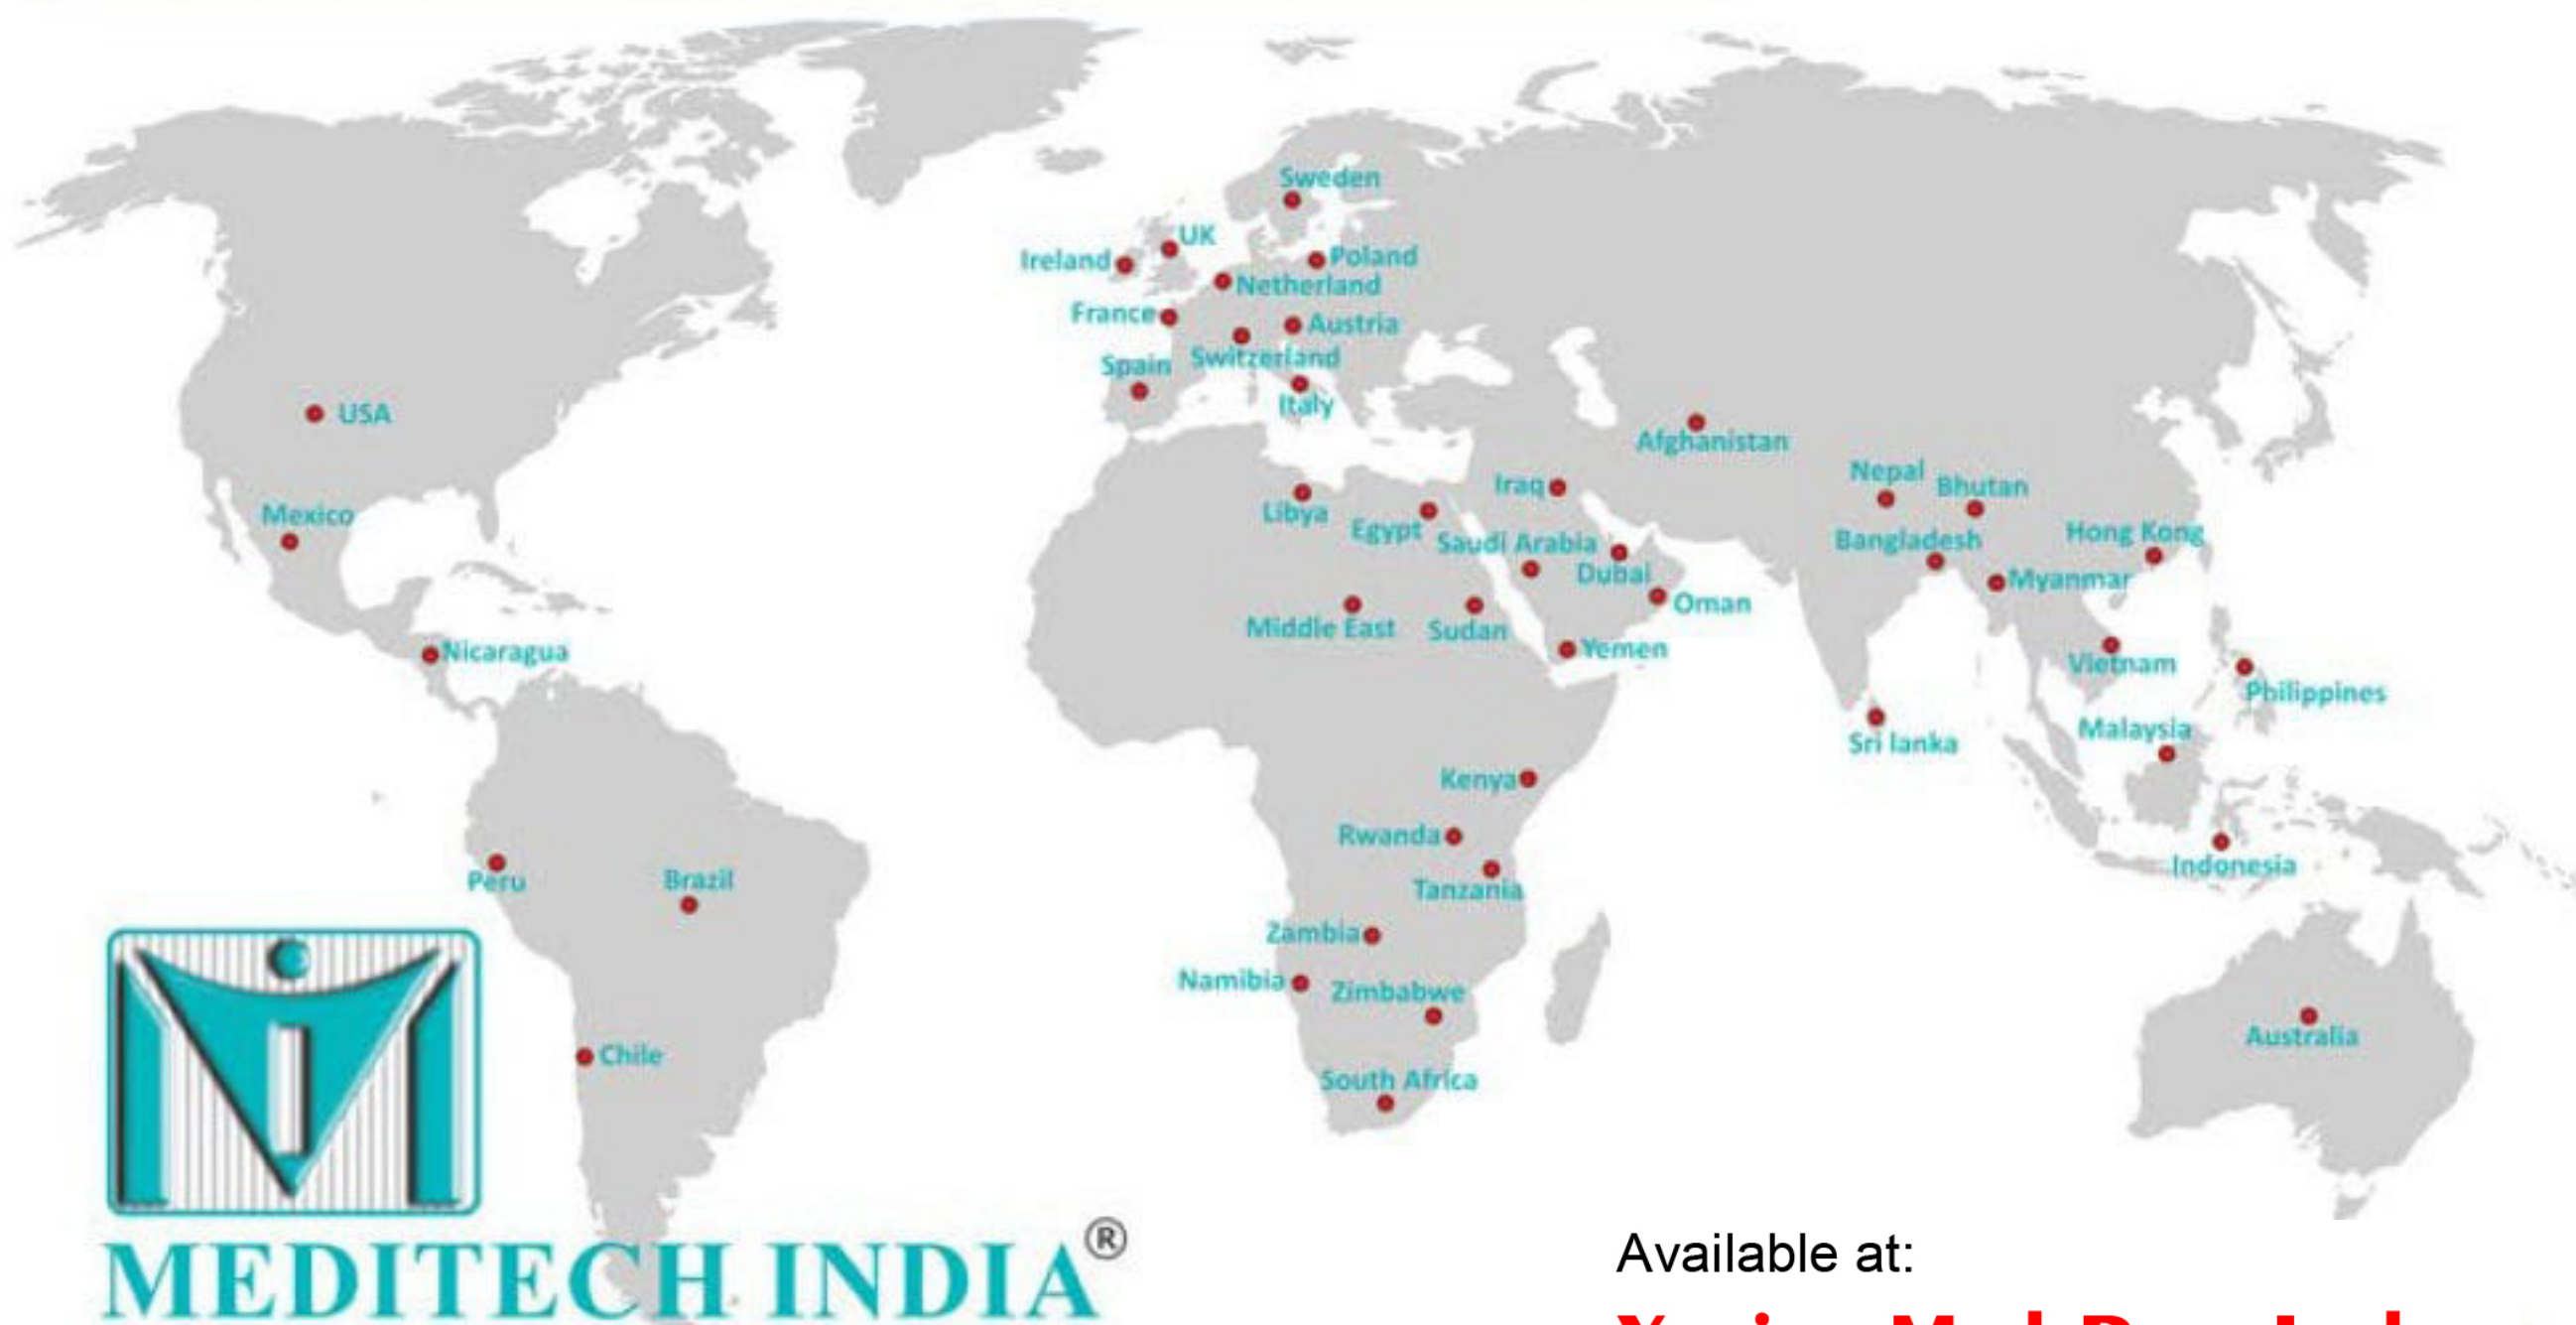 Sweden
UK
Ireland
Poland
Netherland
France
Austria
Switzerland
Spain
Italy
USA
Afghanistan
Mexico
Iraq
Nepal
Bhutan
Libya
Egypt
Saudi Arabia
Bangladesh
Hong Kong
Dubai
Myanmar
Oman
Middle East
Sudan
Nicaragua
Yemen
Vietnam
Philippines
Sri lanka
Malaysia
Kenya
Rwanda
Indonesia
Peru
Brazil
Tanzania
Zambia
Namibia
Zimbabwe
Australia
Chile
South Africa
MEDITECH INDIA®
Available at: